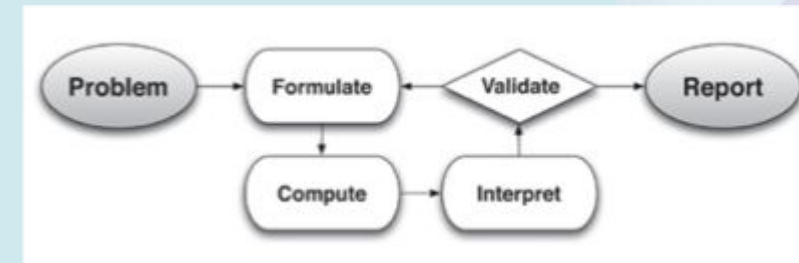 Problem
Formulate
Validate
Report
Compute
Interpret